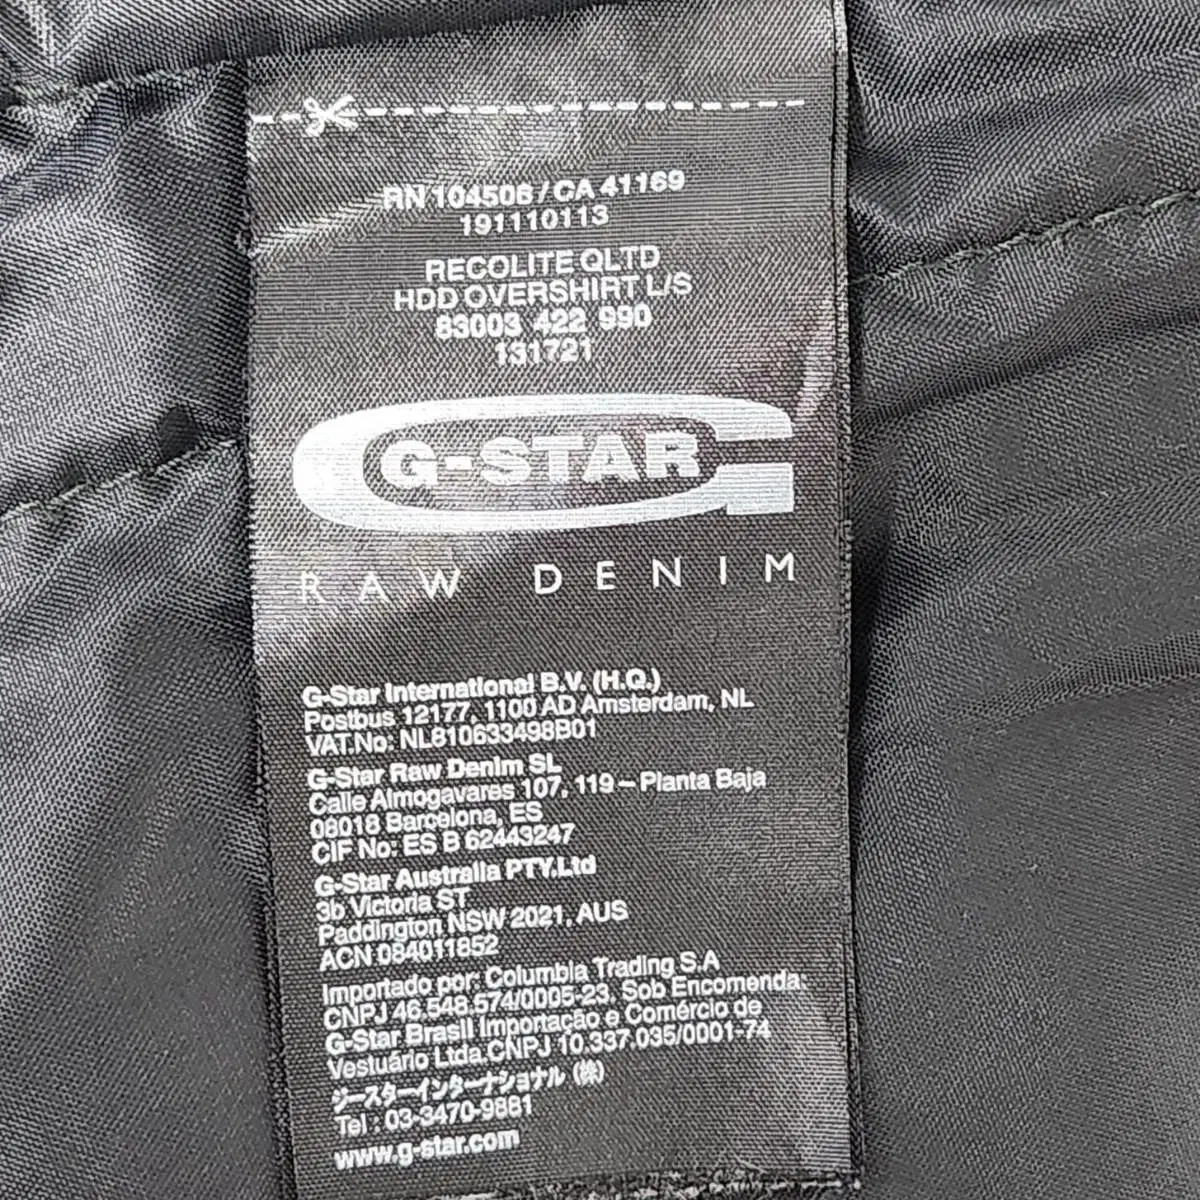 RN 104506 / CA 41169
191110113
RECOLITE QLTD
HDD OVERSHIRT L/S
83003 422 990
131721
G-STAR
RAW DENIM
G-Star International B.V. (H.Q.)
Postbus 12177, 1100 AD Amsterdam, NL
VAT.No: NL810633498B01
G-Star Raw Denim SL
Calle Almogavares 107, 119 – Planta Baja
08018 Barcelona, ES
CIF No: ES B 62443247
G-Star Australia PTY.Ltd
3b Victoria ST
Paddington NSW 2021, AUS
ACN 084011852
Importado por: Columbia Trading S.A
CNPJ 46.548.574/0005-23. Sob Encomenda:
G-Star Brasil Importação e Comércio de
Vestuário Ltda.CNPJ 10.337.035/0001-74
ジースターインターナショナル (株)
Tel : 03-3470-9881
www.g-star.com